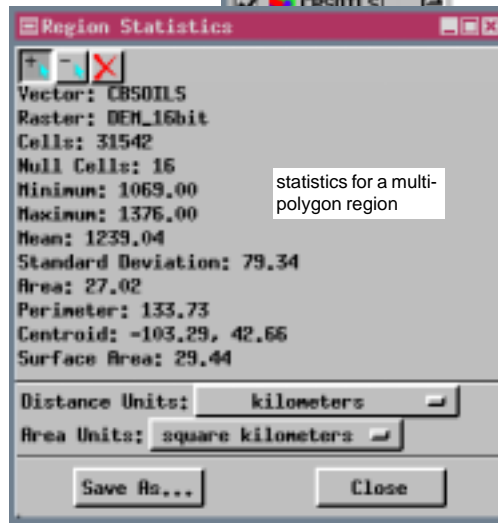 CBSOILS
Region Statistics
Vector: CBSOILS
Raster: DEM_16bit
Cells: 31542
Null Cells: 16
Minimum: 1069.00
Maximum: 1376.00
Mean: 1239.04
Standard Deviation: 79.34
Area: 27.02
Perimeter: 133.73
Centroid: -103.29, 42.66
Surface Area: 29.44
statistics for a multi-
polygon region
Distance Units: kilometers
Area Units: square kilometers
Save As... Close